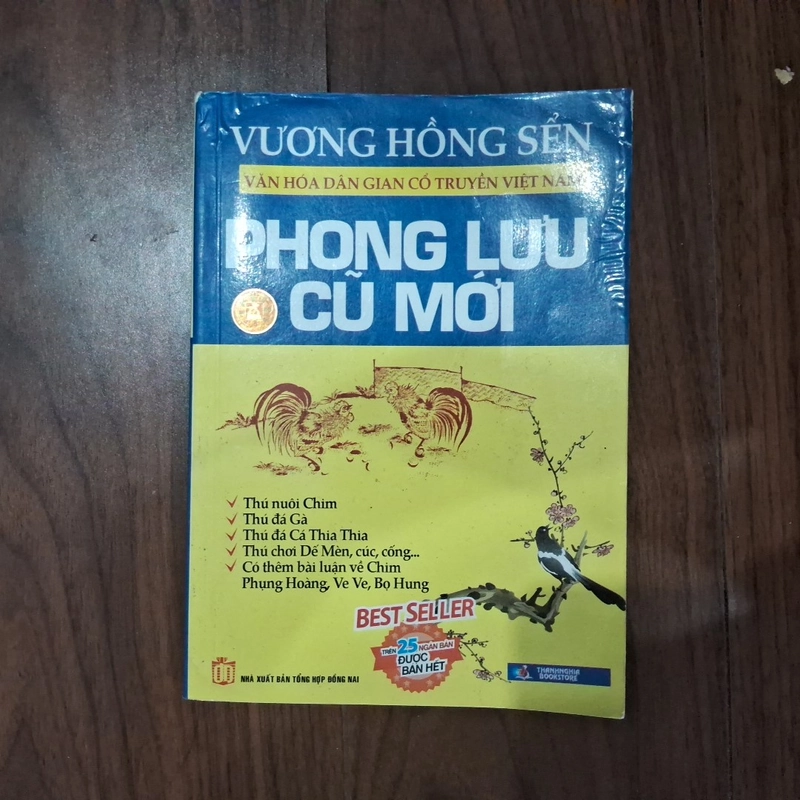 VƯƠNG HỒNG SỂN
VĂN HÓA DÂN GIAN CỔ TRUYỀN VIỆT NAM
PHONG LƯU
CŨ MỚI
Thú nuôi Chim
Thú đá Gà
Thú đá Cá Thia Thia
Thú chơi Dế Mèn, cúc, cống...
Có thêm bài luận về Chim
Phụng Hoàng, Ve Ve, Bọ Hung
BEST SELLER
TRÊN 25 NGÀN BẢN
ĐƯỢC
BÁN HẾT
NHÀ XUẤT BẢN TỔNG HỢP ĐỒNG NAI
THANHNGHIA
BOOKSTORE